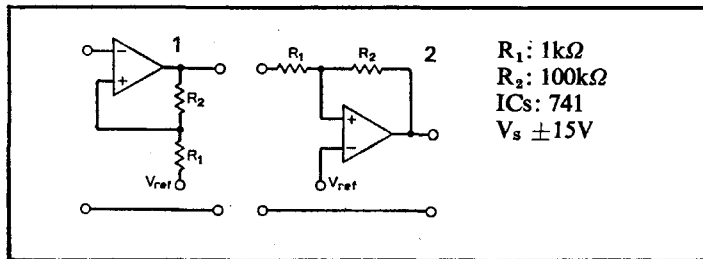 1
R₂
R₁
Vref
R₁
R₂
2
Vref
R₁: 1kΩ
R₂: 100kΩ
ICs: 741
Vs ±15V